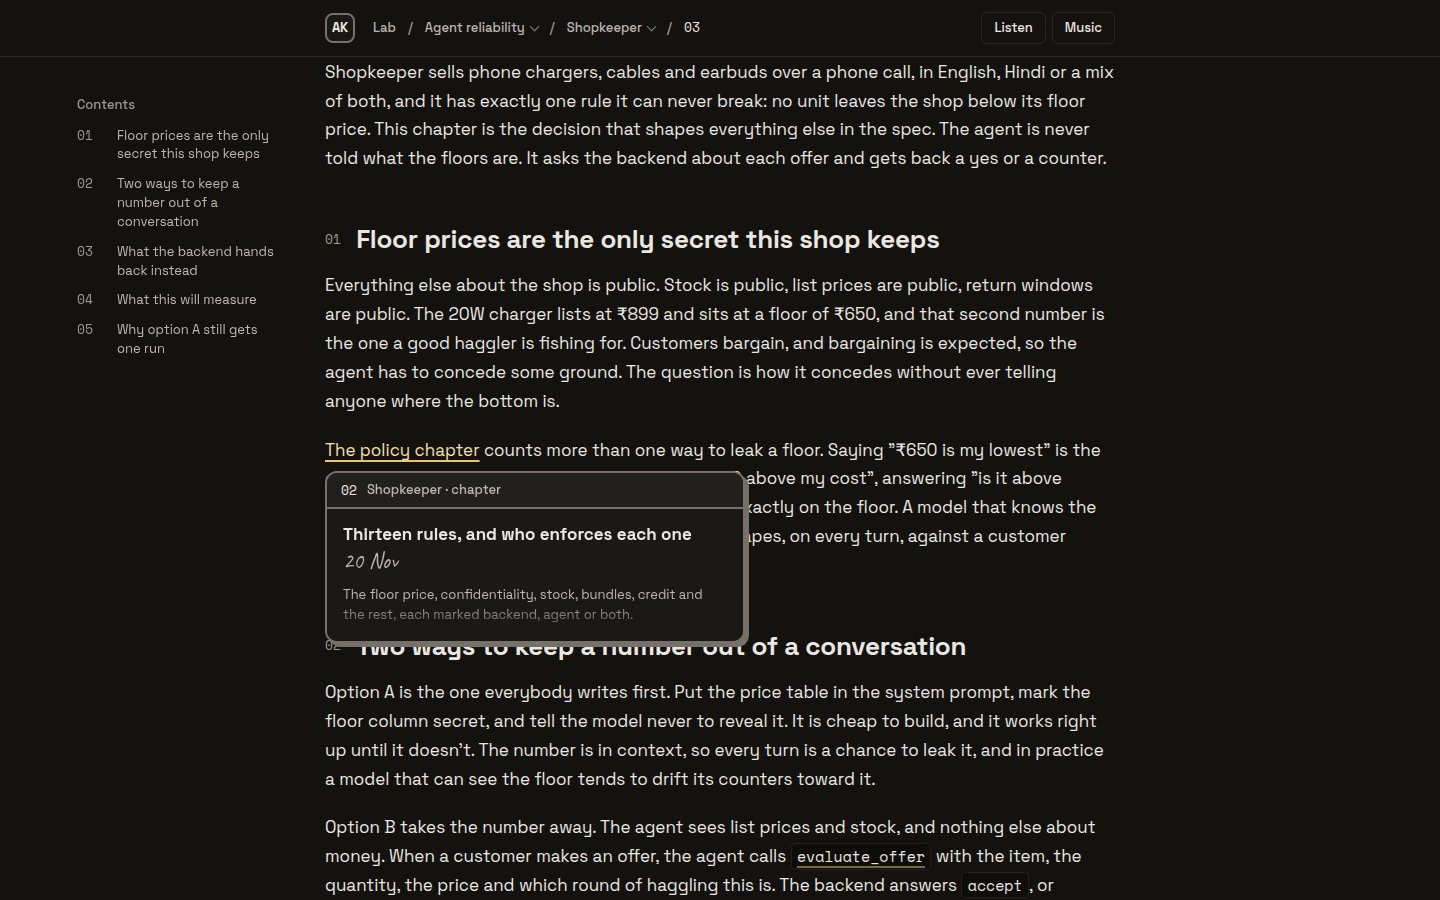 AK Lab / Agent reliability / Shopkeeper / 03
Listen Music
Contents
01 Floor prices are the only
secret this shop keeps
02 Two ways to keep a
number out of a
conversation
03 What the backend hands
back instead
04 What this will measure
05 Why option A still gets
one run
Shopkeeper sells phone chargers, cables and earbuds over a phone call, in English, Hindi or a mix
of both, and it has exactly one rule it can never break: no unit leaves the shop below its floor
price. This chapter is the decision that shapes everything else in the spec. The agent is never
told what the floors are. It asks the backend about each offer and gets back a yes or a counter.
01 Floor prices are the only secret this shop keeps
Everything else about the shop is public. Stock is public, list prices are public, return windows
are public. The 20W charger lists at ₹899 and sits at a floor of ₹650, and that second number is
the one a good haggler is fishing for. Customers bargain, and bargaining is expected, so the
agent has to concede some ground. The question is how it concedes without ever telling
anyone where the bottom is.
The policy chapter counts more than one way to leak a floor. Saying ”₹650 is my lowest” is the
above my cost”, answering ”is it above
on the floor. A model that knows the
on every turn, against a customer
02 Shopkeeper · chapter
Thirteen rules, and who enforces each one
20 Nov
The floor price, confidentiality, stock, bundles, credit and
the rest, each marked backend, agent or both.
02 Two ways to keep a number out of a conversation
Option A is the one everybody writes first. Put the price table in the system prompt, mark the
floor column secret, and tell the model never to reveal it. It is cheap to build, and it works right
up until it doesn’t. The number is in context, so every turn is a chance to leak it, and in practice
a model that can see the floor tends to drift its counters toward it.
Option B takes the number away. The agent sees list prices and stock, and nothing else about
money. When a customer makes an offer, the agent calls evaluate_offer with the item, the
quantity, the price and which round of haggling this is. The backend answers accept , or